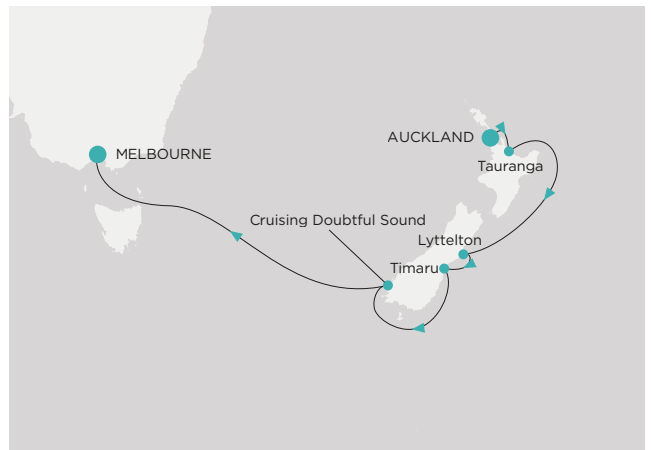 AUCKLAND
MELBOURNE
Tauranga
Cruising Doubtful Sound
Lyttelton
Timaru